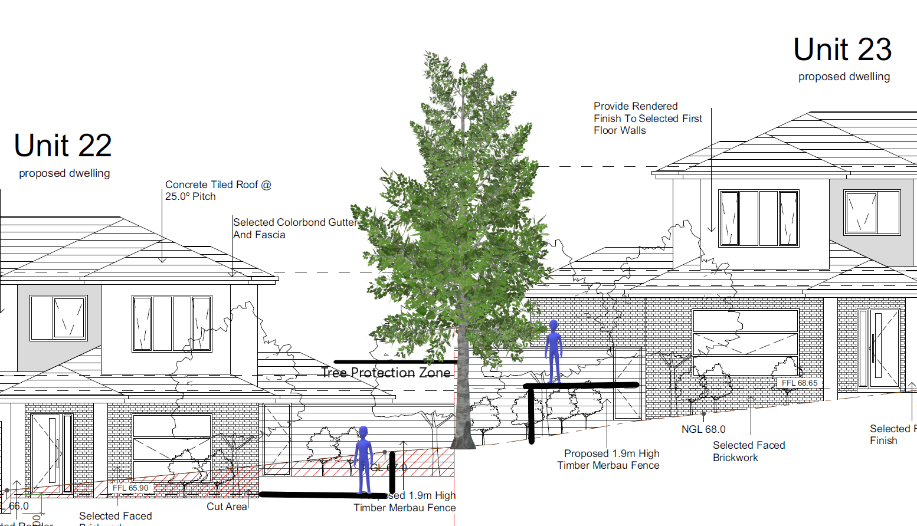 Unit 23
proposed dwelling
Provide Rendered
Finish To Selected First
Floor Walls
Unit 22
proposed dwelling
Concrete Tiled Roof @
25.0º Pitch
Selected Colorbond Gutter
And Fascia
Tree Protection Zone
FFL 68.65
NGL 68.0
Selected Faced
Brickwork
Selected F
Finish
Proposed 1.9m High
Timber Merbau Fence
FFL 65.90
Cut Area
1.9m High
Timber Merbau Fence
66.0
Selected Faced